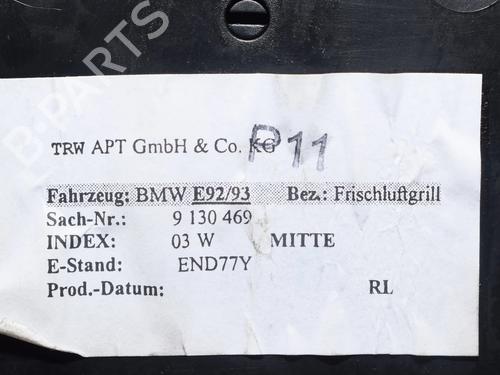 B-PARTS
TRW APT GmbH & Co. KG P11
Fahrzeug: BMW E92/93 Bez.: Frischluftgrill
Sach-Nr.: 9 130 469
INDEX: 03 W MITTE
E-Stand: END77Y
Prod.-Datum: RL